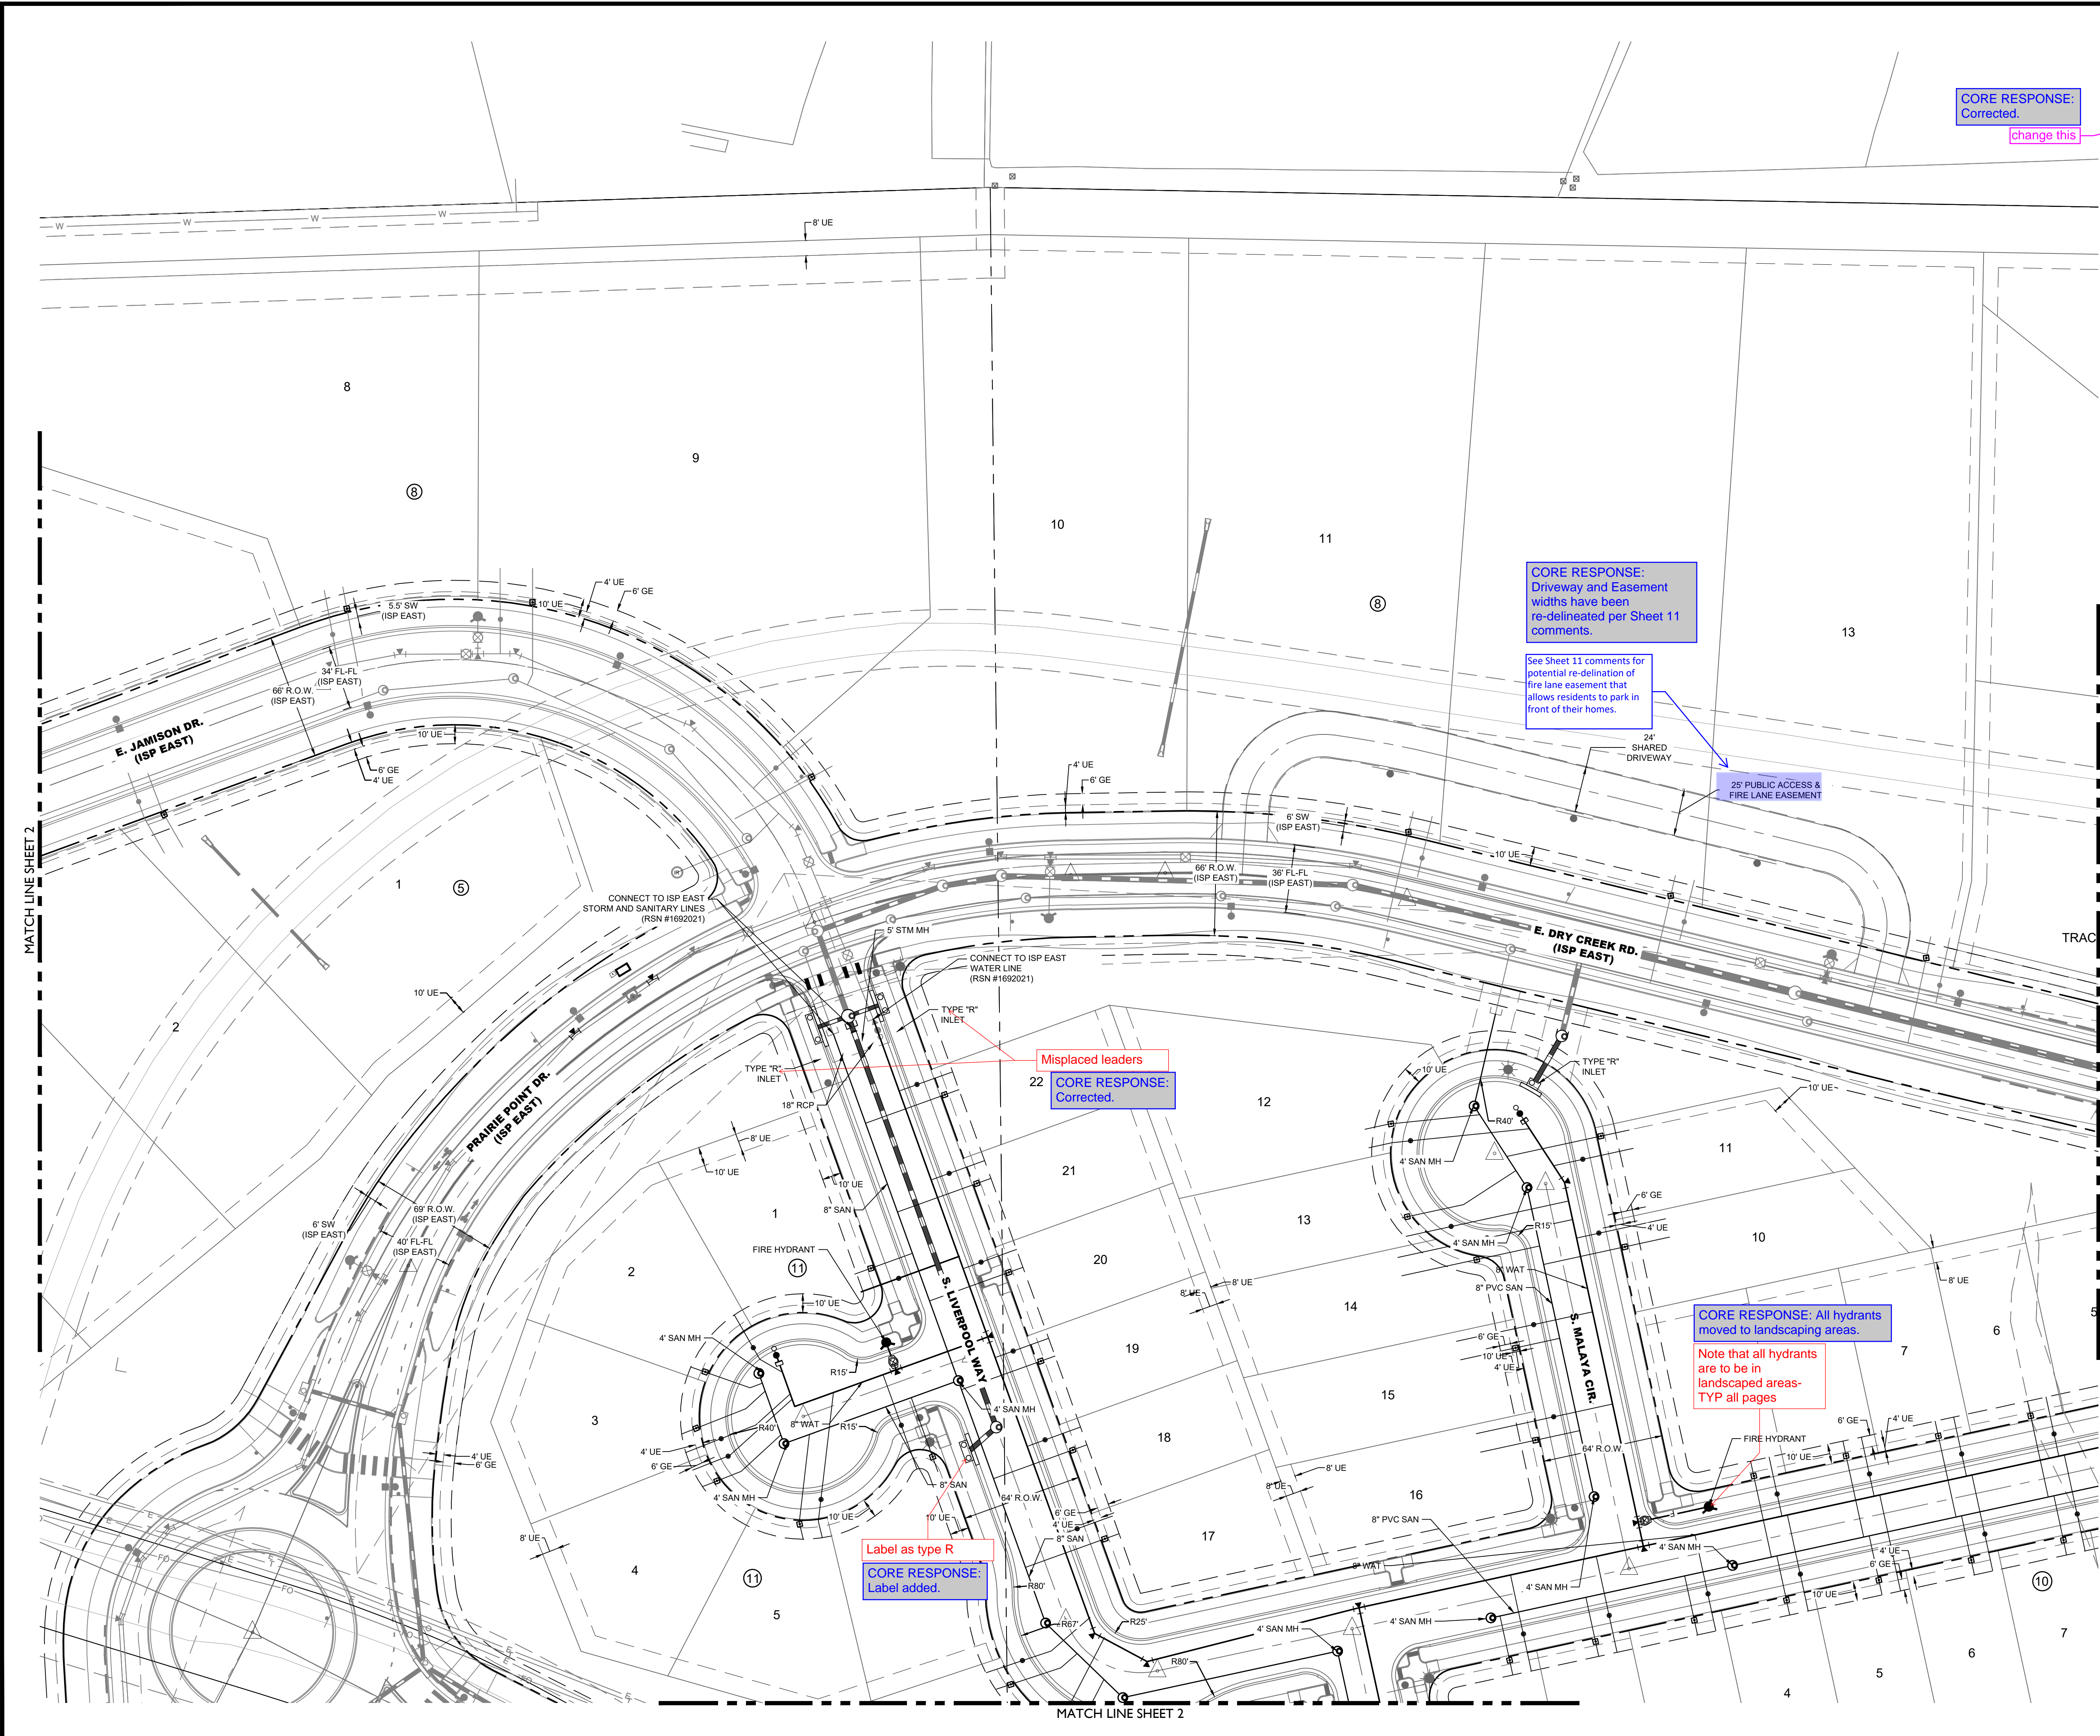 CORE RESPONSE:
Corrected.
change this
W
W
W
W
8' UE
8
9
8
10
11
8
13
CORE RESPONSE:
Driveway and Easement
widths have been
re-delineated per Sheet 11
comments.
See Sheet 11 comments for
potential re-delination of
fire lane easement that
allows residents to park in
front of their homes.
24'
SHARED
DRIVEWAY
25' PUBLIC ACCESS &
FIRE LANE EASEMENT
4' UE
6' GE
10' UE
5.5' SW
(ISP EAST)
34' FL-FL
(ISP EAST)
66' R.O.W.
(ISP EAST)
E. JAMISON DR.
(ISP EAST)
10' UE
6' GE
4' UE
MATCH LINE SHEET 2
4' UE
6' GE
6' SW
(ISP EAST)
10' UE
66' R.O.W.
(ISP EAST)
36' FL-FL
(ISP EAST)
E. DRY CREEK RD.
(ISP EAST)
TRAC
1
5
2
10' UE
CONNECT TO ISP EAST
STORM AND SANITARY LINES
(RSN #1692021)
5' STM MH
CONNECT TO ISP EAST
WATER LINE
(RSN #1692021)
TYPE "R"
INLET
Misplaced leaders
CORE RESPONSE:
Corrected.
TYPE "R"
INLET
18" RCP
22
12
10' UE
TYPE "R"
INLET
10' UE
R40'
4' SAN MH
11
PRAIRIE POINT DR.
(ISP EAST)
8' UE
10' UE
10' UE
8" SAN
21
13
6' GE
4' UE
R15'
4' SAN MH
10
6' SW
(ISP EAST)
69' R.O.W.
(ISP EAST)
40' FL-FL
(ISP EAST)
1
FIRE HYDRANT
11
2
20
8' UE
8' UE
14
8" WAT
8" PVC SAN
8' UE
S. LIVERPOOL WAY
S. MALAYA CIR.
10' UE
4' SAN MH
R15'
19
6' GE
10' UE
4' UE
15
CORE RESPONSE: All hydrants
moved to landscaping areas.
Note that all hydrants
are to be in
landscaped areas-
TYP all pages
7
6
5
3
R40'
8" WAT
R15'
4' SAN MH
18
4' UE
6' GE
4' UE
6' GE
4' SAN MH
10' UE
8" SAN
64' R.O.W.
10' UE
6' GE
4' UE
8" SAN
8' UE
8' UE
16
8" PVC SAN
17
64' R.O.W.
FIRE HYDRANT
6' GE
4' UE
10' UE
8' UE
4
11
5
Label as type R
CORE RESPONSE:
Label added.
R80'
R67'
R25'
R80'
8" WAT
4' SAN MH
4' SAN MH
4' SAN MH
4' SAN MH
4' UE
6' GE
10' UE
10
7
6
5
4
FO
FO
FO
E
T
E
MATCH LINE SHEET 2